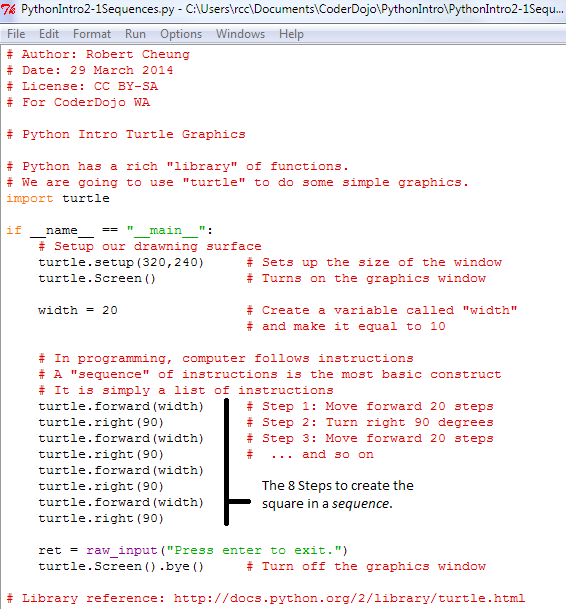 PythonIntro2-1Sequences.py - C:\Users\rcc\Documents\CoderDojo\PythonIntro\PythonIntro2-1Sequ...
File Edit Format Run Options Windows Help
# Author: Robert Cheung
# Date: 29 March 2014
# License: CC BY-SA
# For CoderDojo WA
# Python Intro Turtle Graphics
# Python has a rich "library" of functions.
# We are going to use "turtle" to do some simple graphics.
import turtle
if __name__ == "__main__":
# Setup our drawning surface
turtle.setup(320,240) # Sets up the size of the window
turtle.Screen() # Turns on the graphics window
width = 20 # Create a variable called "width"
# and make it equal to 10
# In programming, computer follows instructions
# A "sequence" of instructions is the most basic construct
# It is simply a list of instructions
turtle.forward(width) # Step 1: Move forward 20 steps
turtle.right(90) # Step 2: Turn right 90 degrees
turtle.forward(width) # Step 3: Move forward 20 steps
turtle.right(90) # ... and so on
turtle.forward(width)
turtle.right(90)
turtle.forward(width)
turtle.right(90)
The 8 Steps to create the
square in a sequence.
ret = raw_input("Press enter to exit.")
turtle.Screen().bye() # Turn off the graphics window
# Library reference: http://docs.python.org/2/library/turtle.html